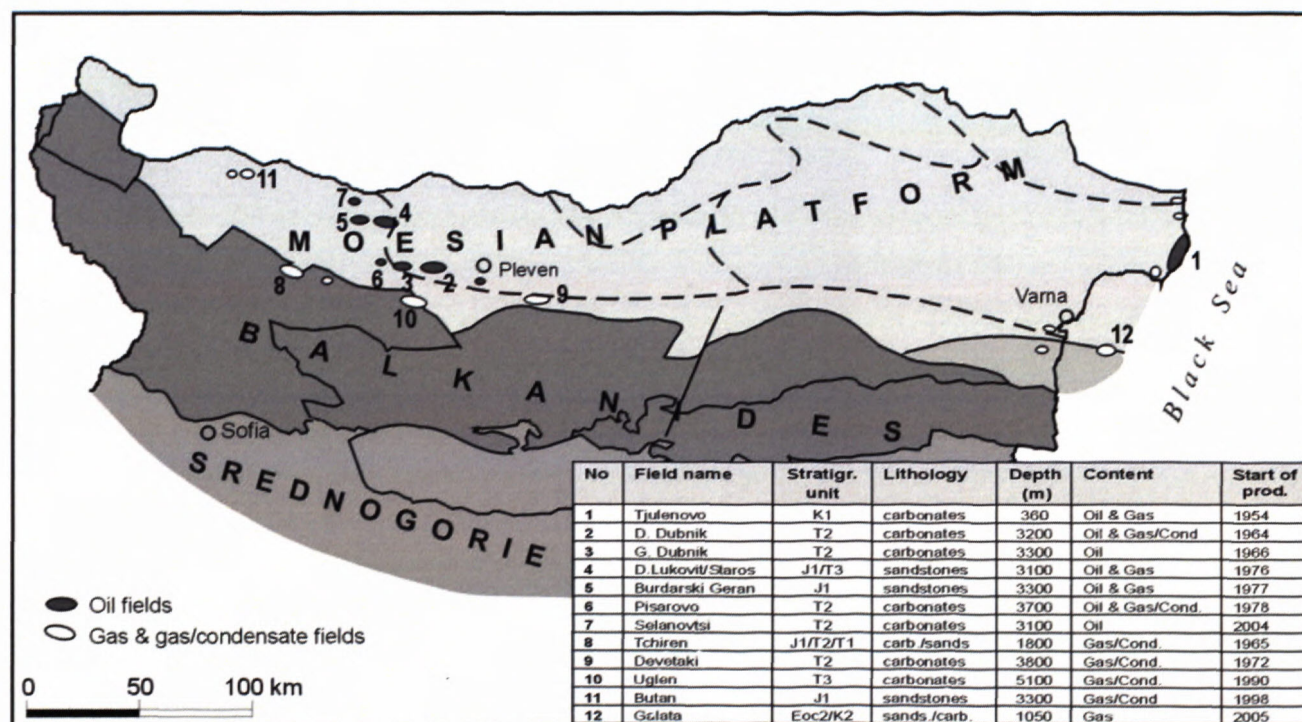 11
7
5
4
MOESIAN PLATFORM
6
3
2
Pleven
8
10
9
1
Varna
12
Black Sea
BALKANIDES
Sofia
SREDNOGORIE
Oil fields
Gas & gas/condensate fields
0 50 100 km
No Field name Stratigr. unit Lithology Depth (m) Content Start of prod.
1 Tjulenovo K1 carbonates 360 Oil & Gas 1954
2 D. Dubnik T2 carbonates 3200 Oil & Gas/Cond 1964
3 G. Dubnik T2 carbonates 3300 Oil 1966
4 D.Lukovit/Staros J1/T3 sandstones 3100 Oil & Gas 1976
5 Burdarski Geran J1 sandstones 3300 Oil & Gas 1977
6 Pisarovo T2 carbonates 3700 Oil & Gas/Cond. 1978
7 Selanovtsi T2 carbonates 3100 Oil 2004
8 Tchiren J1/T2/T1 carb./sands 1800 Gas/Cond. 1965
9 Devetaki T2 carbonates 3800 Gas/Cond. 1972
10 Uglen T3 carbonates 5100 Gas/Cond. 1990
11 Butan J1 sandstones 3300 Gas/Cond 1998
12 Galata Eoc2/K2 sands./carb. 1050 Gas 2005